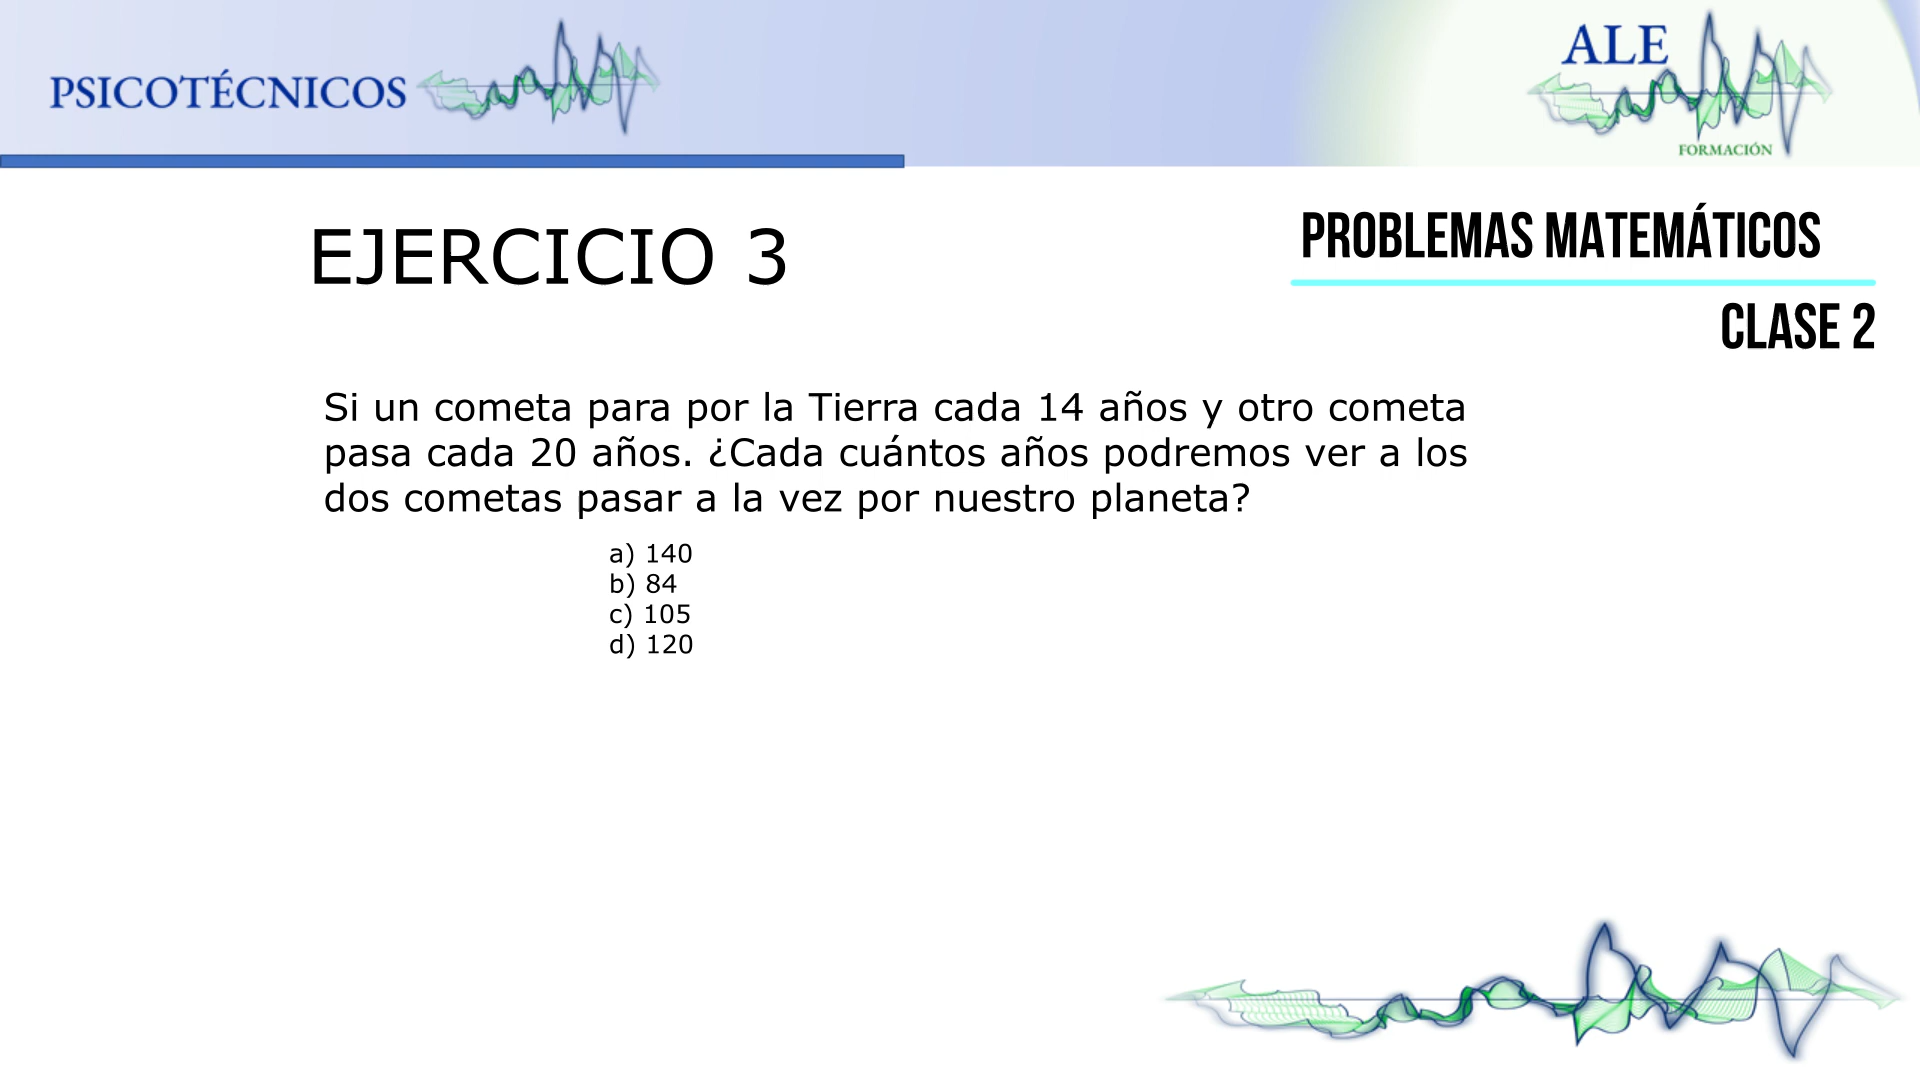 PSICOTÉCNICOS
ALE
FORMACIÓN
EJERCICIO 3
PROBLEMAS MATEMÁTICOS
CLASE 2
Si un cometa para por la Tierra cada 14 años y otro cometa
pasa cada 20 años. ¿Cada cuántos años podremos ver a los
dos cometas pasar a la vez por nuestro planeta?
a) 140
b) 84
c) 105
d) 120